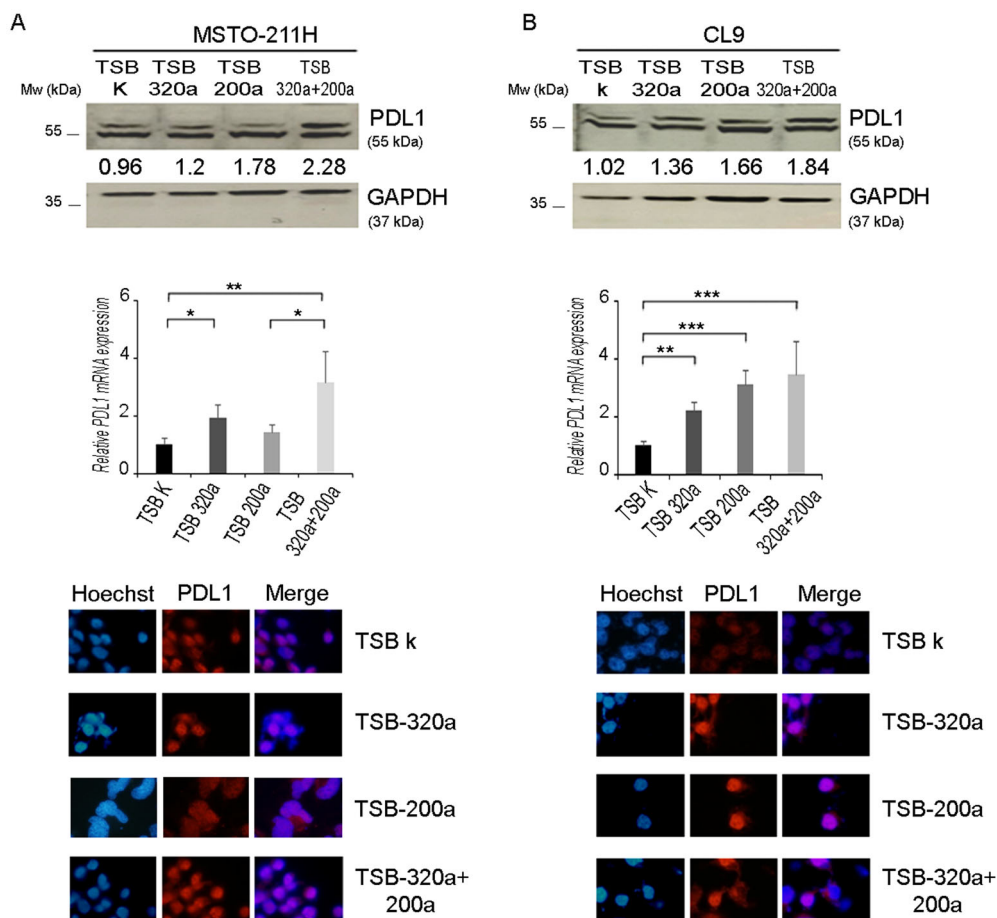 A
MSTO-211H
TSB TSB TSB TSB
Mw (kDa) K 320a 200a 320a+200a
55
PDL1
(55 kDa)
0.96 1.2 1.78 2.28
35
GAPDH
(37 kDa)
**
* *
Relative PDL1 mRNA expression
6
4
2
0
TSB K
TSB 320a
TSB 200a
TSB
320a+200a
Hoechst PDL1 Merge
TSB k
TSB-320a
TSB-200a
TSB-320a+
200a
B
CL9
TSB TSB TSB TSB
Mw (kDa) k 320a 200a 320a+200a
55
PDL1
(55 kDa)
1.02 1.36 1.66 1.84
35
GAPDH
(37 kDa)
***
***
**
Relative PDL1 mRNA expression
6
4
2
0
TSB K
TSB 320a
TSB 200a
TSB
320a+200a
Hoechst PDL1 Merge
TSB k
TSB-320a
TSB-200a
TSB-320a+
200a